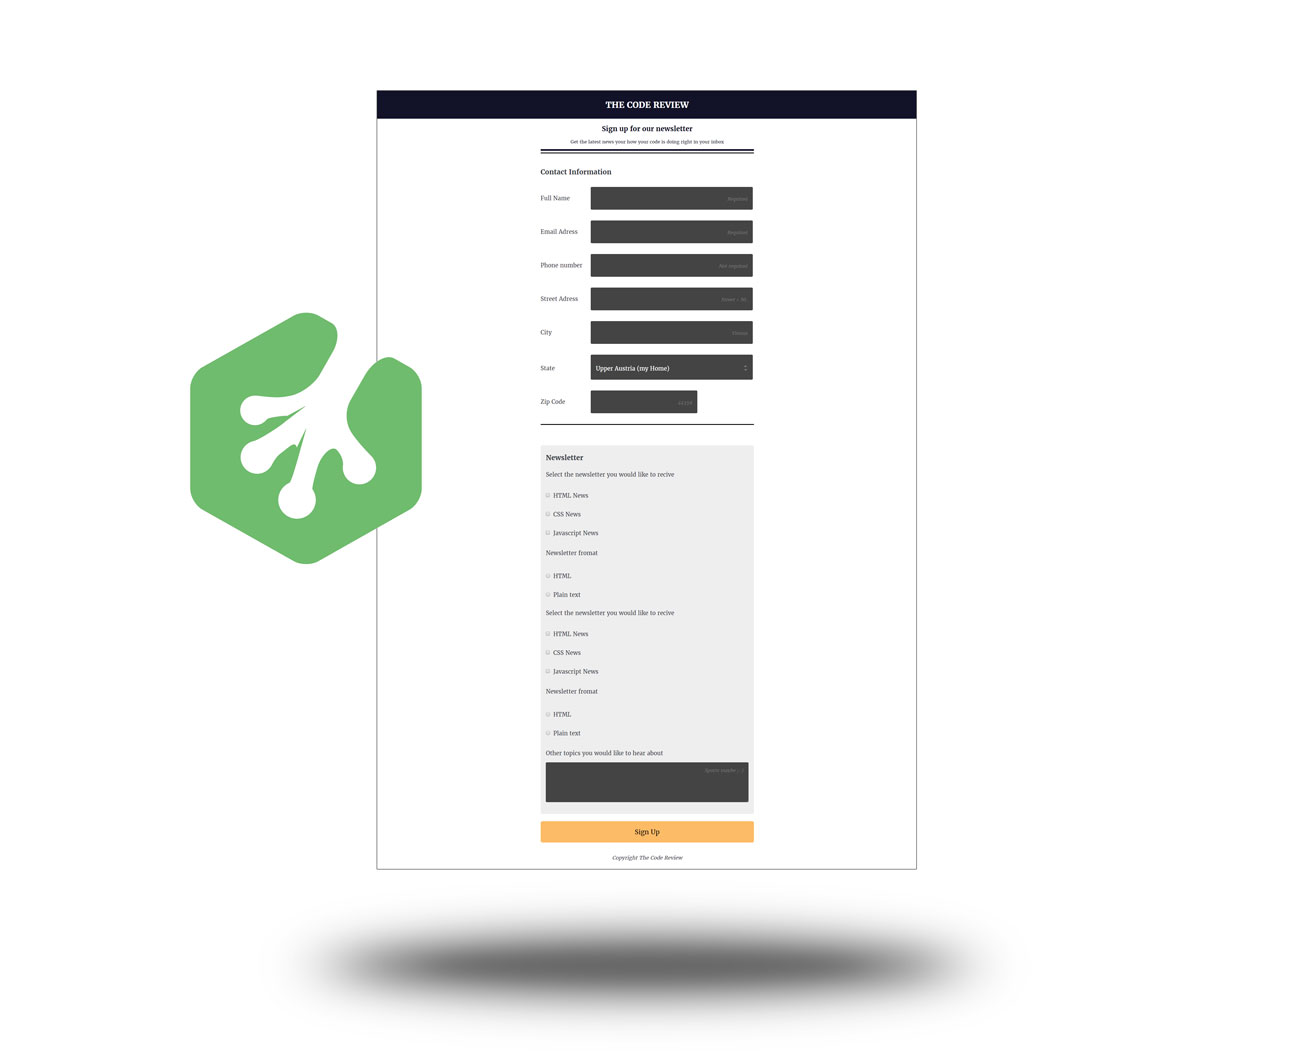 THE CODE REVIEW
Sign up for our newsletter
Get the latest news your how your code is doing right in your inbox
Contact Information
Full Name Required
Email Adress Required
Phone number Not required
Street Adress
City
State Upper Austria (my Home)
Zip Code
Newsletter
Select the newsletter you would like to recive
HTML News
CSS News
Javascript News
Newsletter fromat
HTML
Plain text
Select the newsletter you would like to recive
HTML News
CSS News
Javascript News
Newsletter fromat
HTML
Plain text
Other topics you would like to hear about
Sign Up
Copyright The Code Review